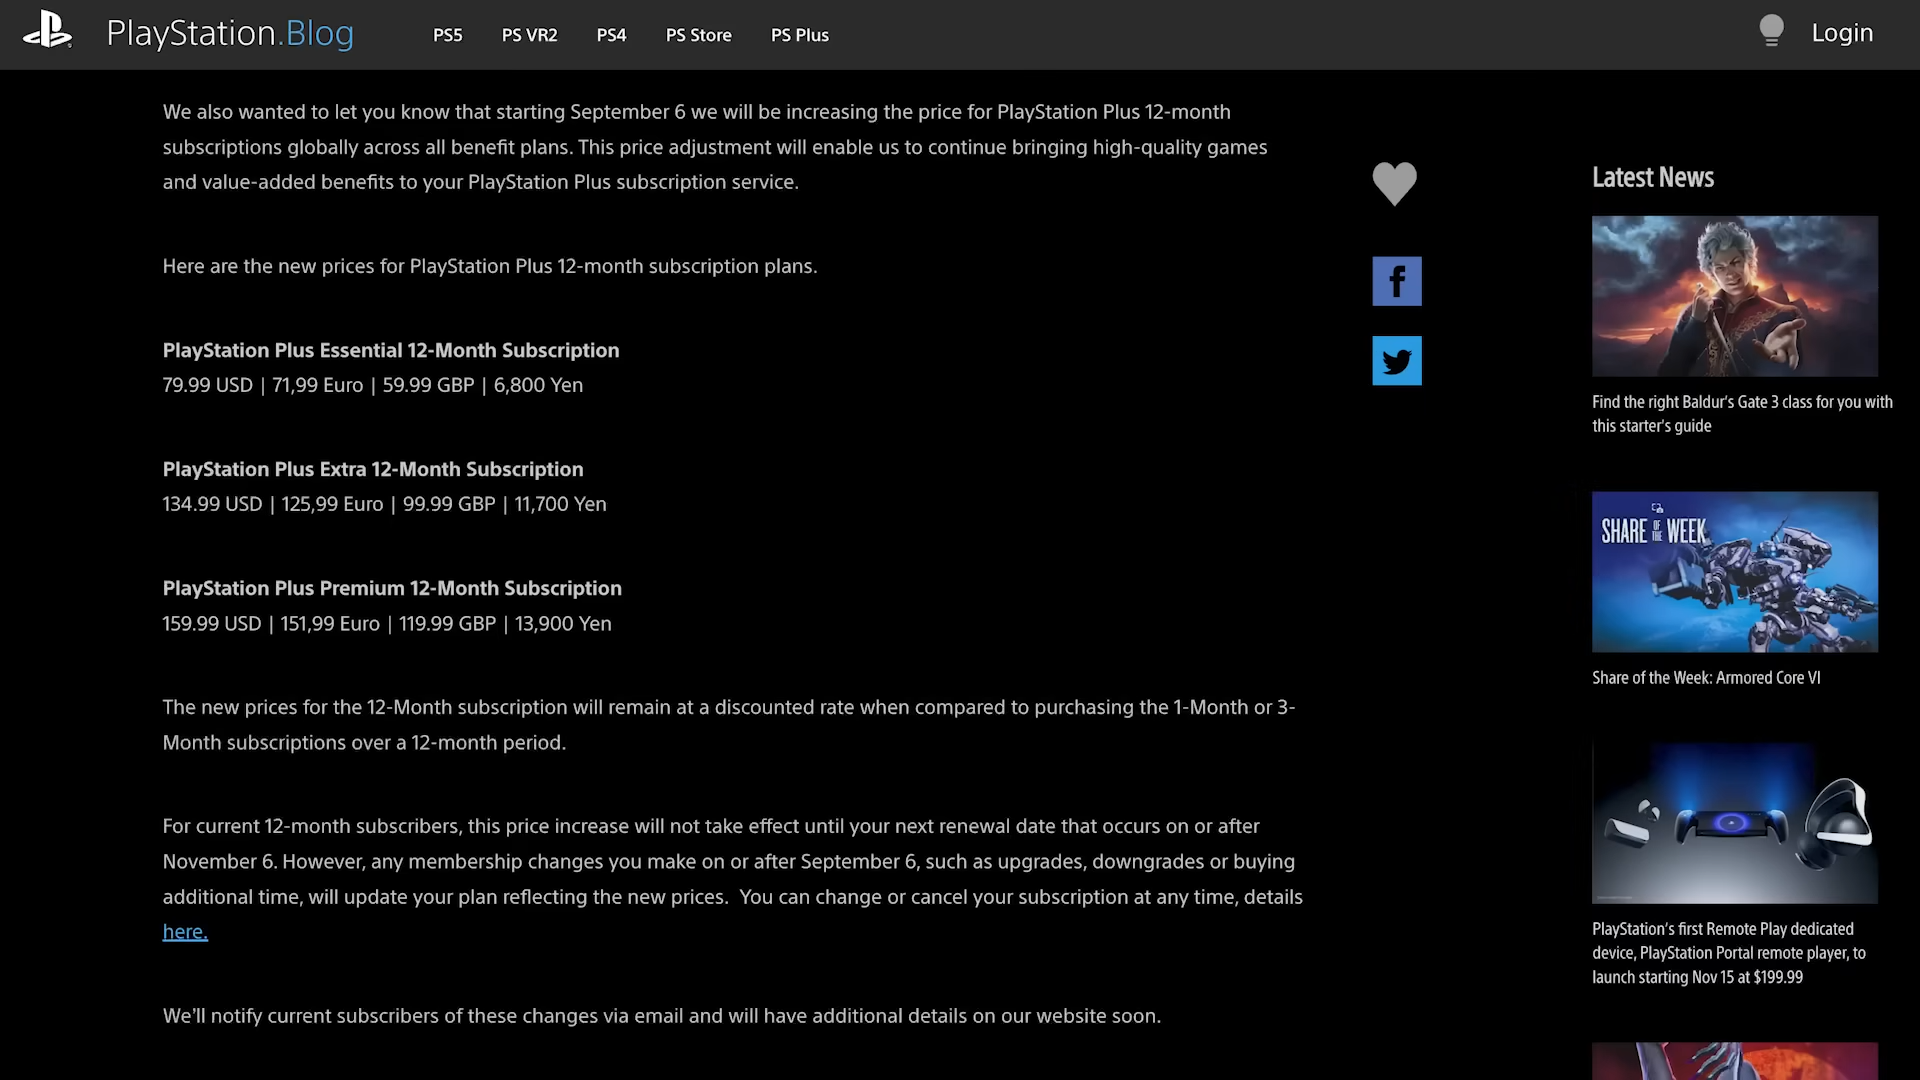 PlayStation.Blog
PS5
PS VR2
PS4
PS Store
PS Plus
Login
We also wanted to let you know that starting September 6 we will be increasing the price for PlayStation Plus 12-month
subscriptions globally across all benefit plans. This price adjustment will enable us to continue bringing high-quality games
and value-added benefits to your PlayStation Plus subscription service.
Here are the new prices for PlayStation Plus 12-month subscription plans.
PlayStation Plus Essential 12-Month Subscription
79.99 USD | 71,99 Euro | 59.99 GBP | 6,800 Yen
PlayStation Plus Extra 12-Month Subscription
134.99 USD | 125,99 Euro | 99.99 GBP | 11,700 Yen
PlayStation Plus Premium 12-Month Subscription
159.99 USD | 151,99 Euro | 119.99 GBP | 13,900 Yen
The new prices for the 12-Month subscription will remain at a discounted rate when compared to purchasing the 1-Month or 3-
Month subscriptions over a 12-month period.
For current 12-month subscribers, this price increase will not take effect until your next renewal date that occurs on or after
November 6. However, any membership changes you make on or after September 6, such as upgrades, downgrades or buying
additional time, will update your plan reflecting the new prices.  You can change or cancel your subscription at any time, details
here.
We'll notify current subscribers of these changes via email and will have additional details on our website soon.
Latest News
Find the right Baldur's Gate 3 class for you with
this starter's guide
SHARE OF THE WEEK
Share of the Week: Armored Core VI
PlayStation's first Remote Play dedicated
device, PlayStation Portal remote player, to
launch starting Nov 15 at $199.99